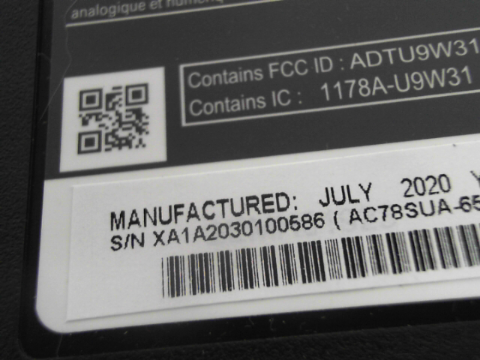 analogique et numériq
Contains FCC ID : ADTU9W31
Contains IC : 1178A-U9W31
MANUFACTURED: JULY 2020
S/N XA1A2030100586 ( AC78SUA-65